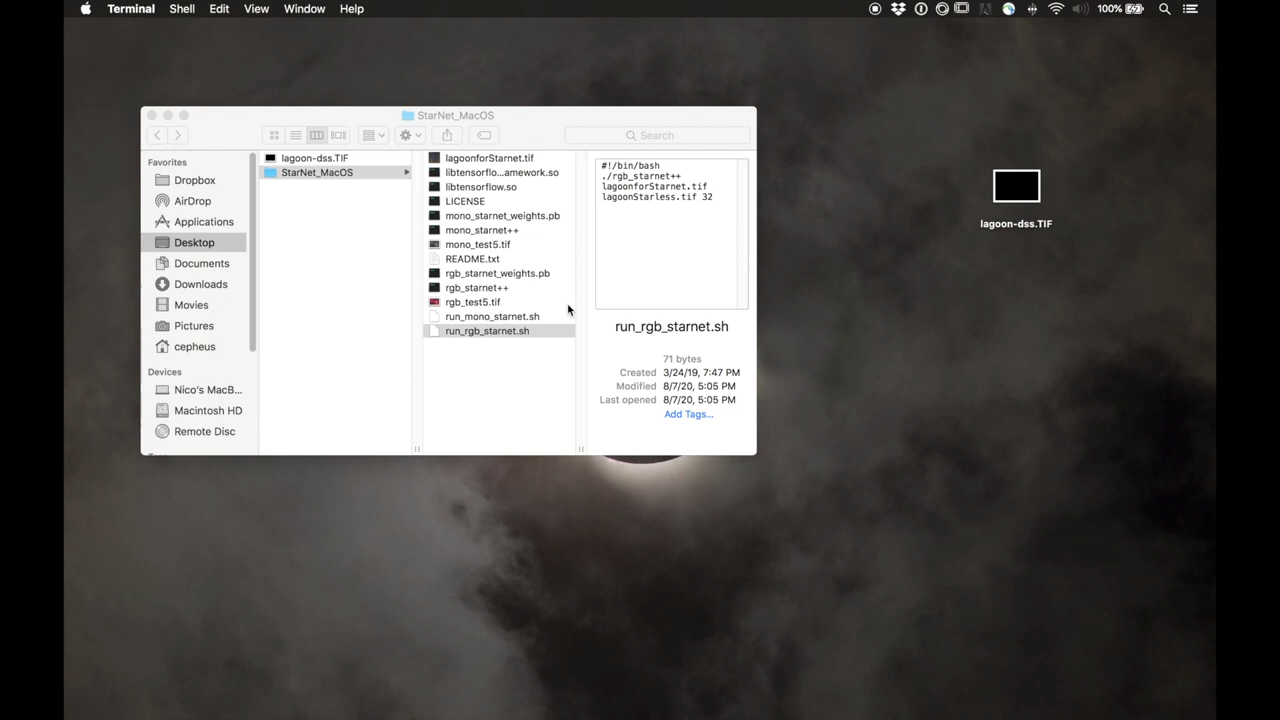 Terminal Shell Edit View Window Help 100%
StarNet_MacOS
Search
Favorites
Dropbox
AirDrop
Applications
Desktop
Documents
Downloads
Movies
Pictures
cepheus
Devices
Nico's MacB...
Macintosh HD
Remote Disc
lagoon-dss.TIF
StarNet_MacOS
lagoonforStarnet.tif
libtensorflo...amework.so
libtensorflow.so
LICENSE
mono_starnet_weights.pb
mono_starnet++
mono_test5.tif
README.txt
rgb_starnet_weights.pb
rgb_starnet++
rgb_test5.tif
run_mono_starnet.sh
run_rgb_starnet.sh
#!/bin/bash
./rgb_starnet++
lagoonforStarnet.tif
lagoonStarless.tif 32
run_rgb_starnet.sh
71 bytes
Created 3/24/19, 7:47 PM
Modified 8/7/20, 5:05 PM
Last opened 8/7/20, 5:05 PM
Add Tags...
lagoon-dss.TIF